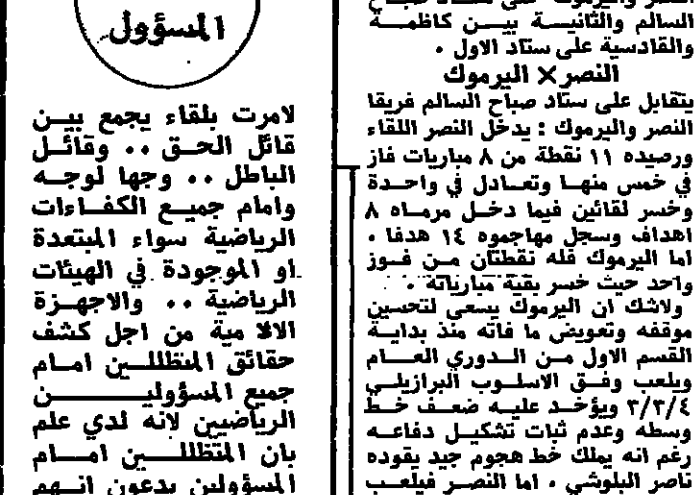 السالم والثانية بين كاظمة
والقادسية على ستاد الاول .
النصر × اليرموك
يتقابل على ستاد صباح السالم فريقا
النصر واليرموك : يدخل النصر اللقاء
ورصيده ١١ نقطة من ٨ مباريات فاز
في خمس منها وتعادل في واحدة
وخسر لقائين فيما دخل مرماه ٨
اهداف وسجل مهاجموه ١٤ هدفا .
اما اليرموك فله نقطتان من فوز
واحد حيث خسر بقية مبارياته .
ولاشك ان اليرموك يسعى لتحسين
موقفه وتعويض ما فاته منذ بداية
القسم الاول من الدوري العام
ويلعب وفق الاسلوب البرازيلي
٣/٣/٤ ويؤخذ عليه ضعف خط
وسطه وعدم ثبات تشكيل دفاعه
رغم انه يملك خط هجوم جيد يقوده
ناصر البلوشي . اما النصر فيلعب
المسؤول
لامرت بلقاء يجمع بين
قائل الحق .. وقائل
الباطل .. وجها لوجه
وامام جميع الكفاءات
الرياضية سواء المبتعدة
او الموجودة في الهيئات
الرياضية .. والاجهزة
الالا مية من اجل كشف
حقائق المتظللين امام
جميع المسؤولين
الرياضيين لانه لدي علم
بان المتظللين امام
المسؤولين يدعون انهم